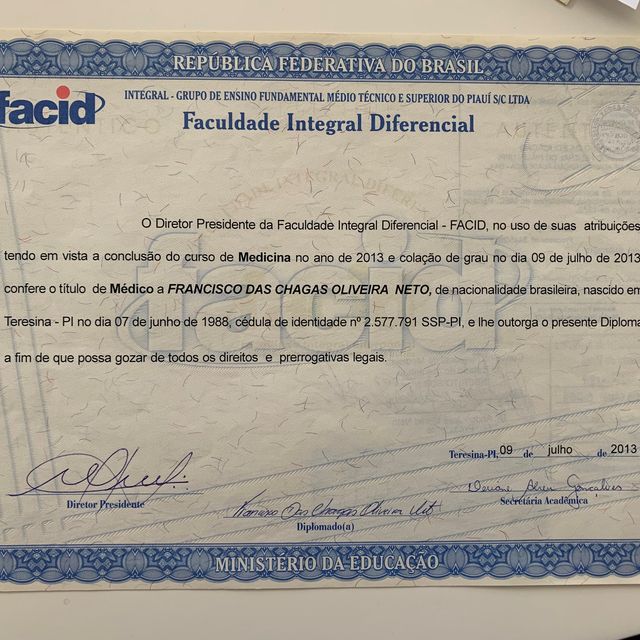 REPÚBLICA FEDERATIVA DO BRASIL
facid
INTEGRAL - GRUPO DE ENSINO FUNDAMENTAL MÉDIO TÉCNICO E SUPERIOR DO PIAUÍ S/C LTDA
Faculdade Integral Diferencial
O Diretor Presidente da Faculdade Integral Diferencial - FACID, no uso de suas atribuições
tendo em vista a conclusão do curso de Medicina no ano de 2013 e colação de grau no dia 09 de julho de 2013
confere o título de Médico a FRANCISCO DAS CHAGAS OLIVEIRA NETO, de nacionalidade brasileira, nascido em
Teresina - PI no dia 07 de junho de 1988, cédula de identidade nº 2.577.791 SSP-PI, e lhe outorga o presente Diploma
a fim de que possa gozar de todos os direitos e prerrogativas legais.
Teresina-PI, 09 de julho de 2013
Diretor Presidente
Francisco Das Chagas Oliveira
Diplomado(a)
Gonçalves
Secretária Acadêmica
MINISTÉRIO DA EDUCAÇÃO